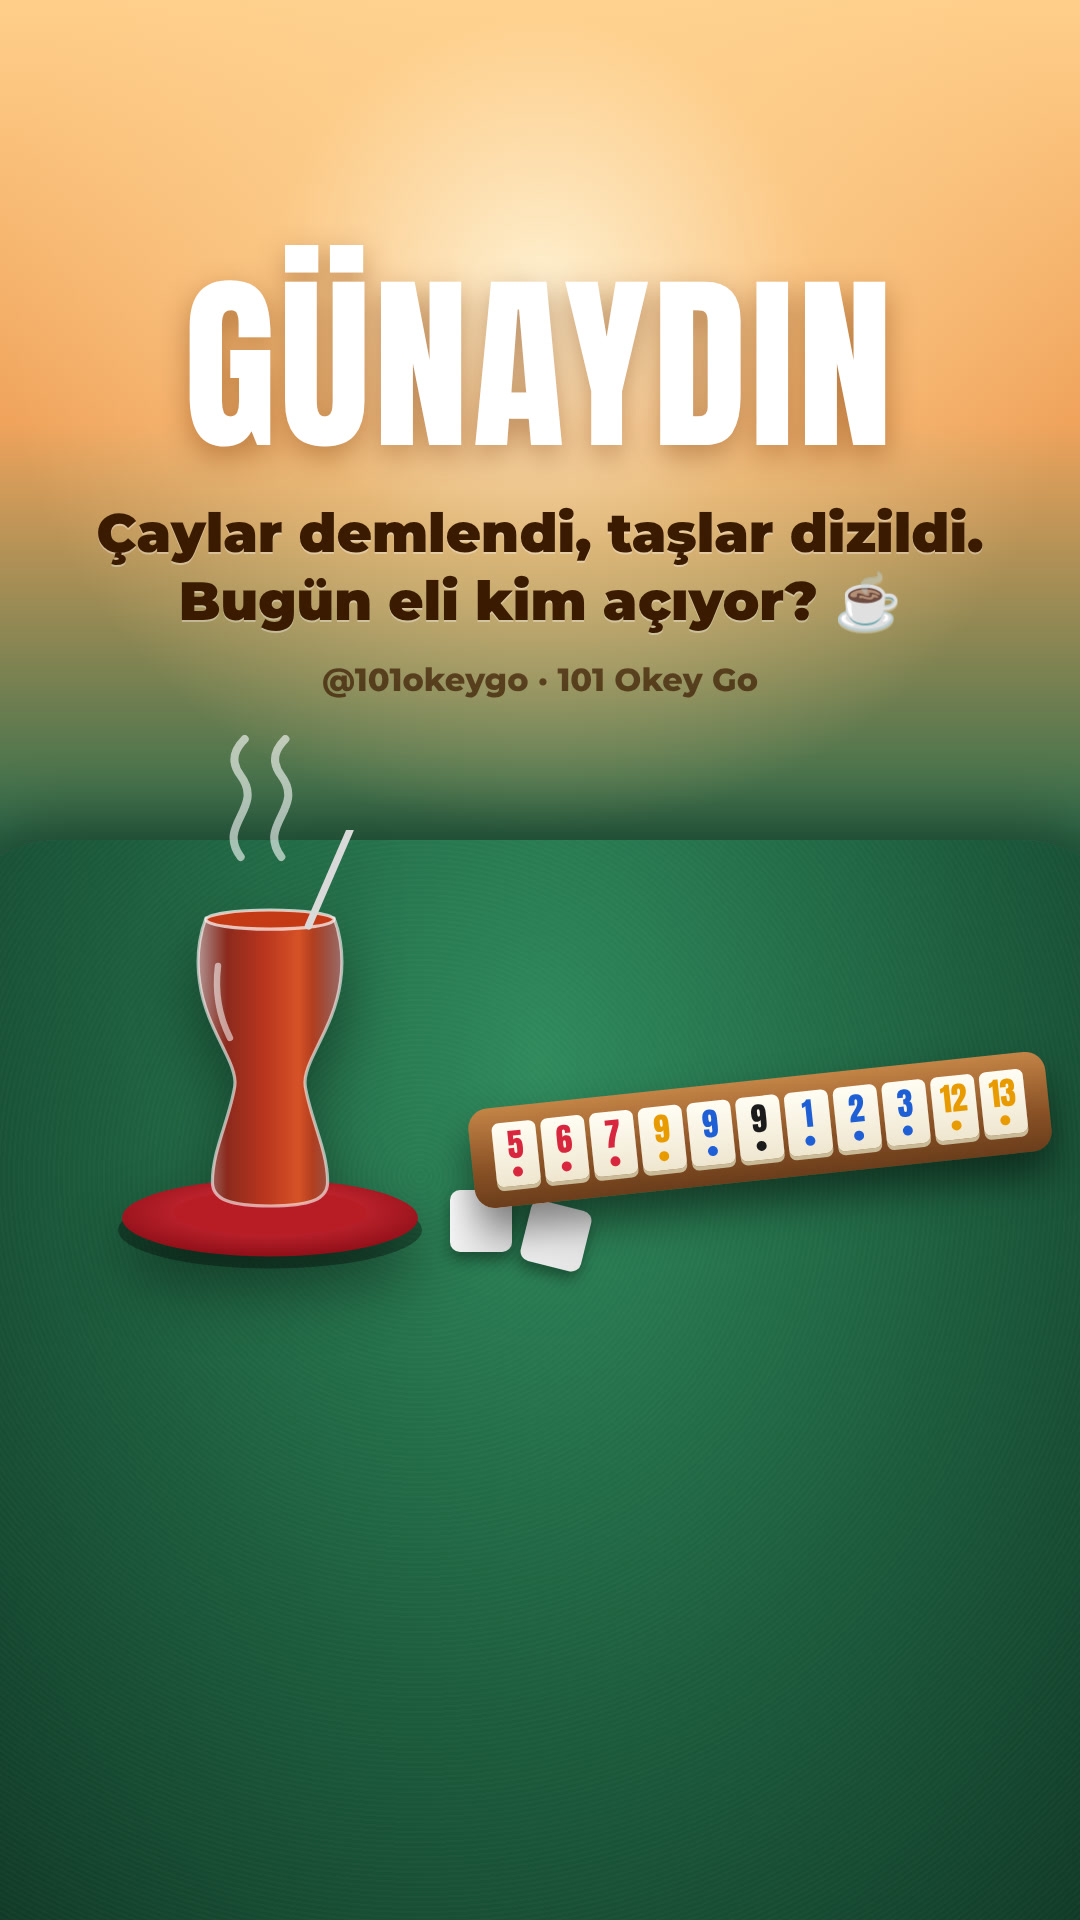 GÜNAYDIN
Çaylar demlendi, taşlar dizildi.
Bugün eli kim açıyor? ☕
@101okeygo • 101 Okey Go
5 6 7 9 9 9 1 2 3 12 13